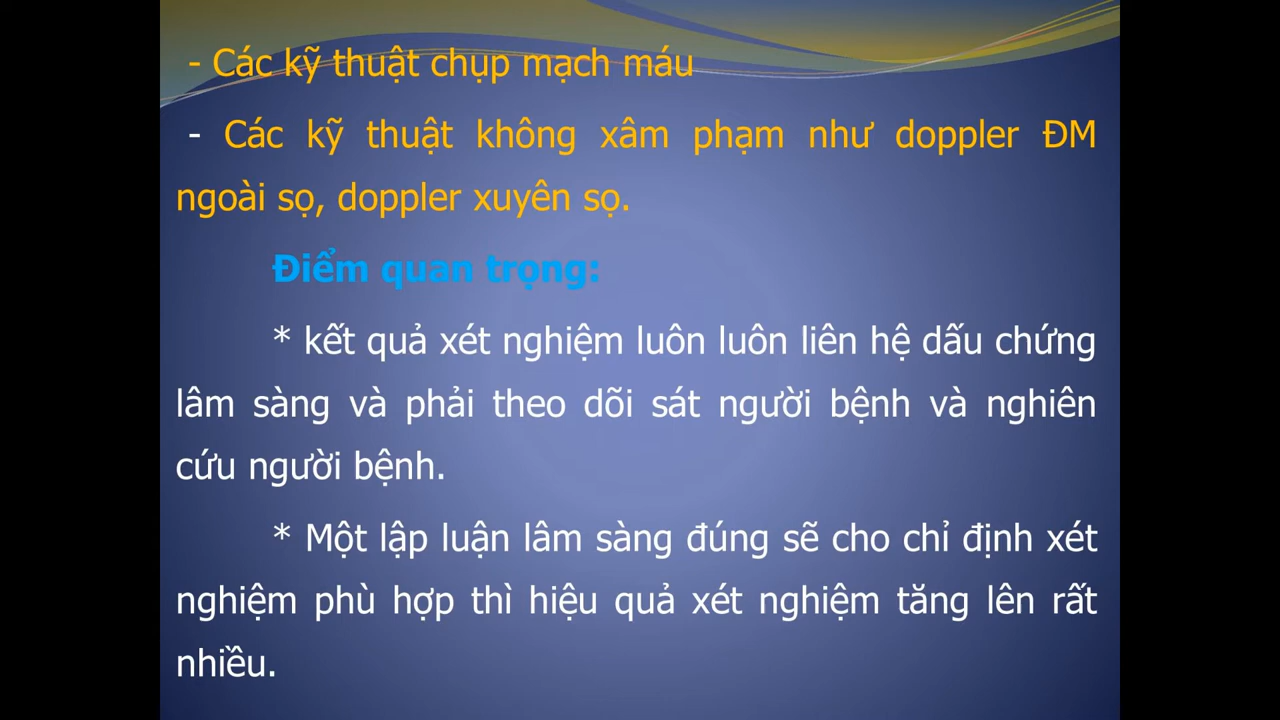 - Các kỹ thuật chụp mạch máu
- Các kỹ thuật không xâm phạm như doppler ĐM
ngoài sọ, doppler xuyên sọ.
Điểm quan trọng:
* kết quả xét nghiệm luôn luôn liên hệ dấu chứng
lâm sàng và phải theo dõi sát người bệnh và nghiên
cứu người bệnh.
* Một lập luận lâm sàng đúng sẽ cho chỉ định xét
nghiệm phù hợp thì hiệu quả xét nghiệm tăng lên rất
nhiều.